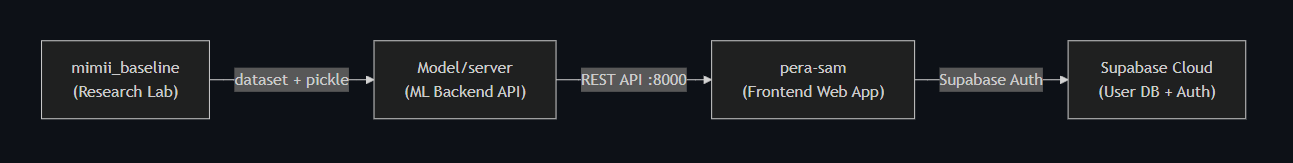 mimii_baseline
(Research Lab)
dataset + pickle
Model/server
(ML Backend API)
REST API :8000
pera-sam
(Frontend Web App)
Supabase Auth
Supabase Cloud
(User DB + Auth)